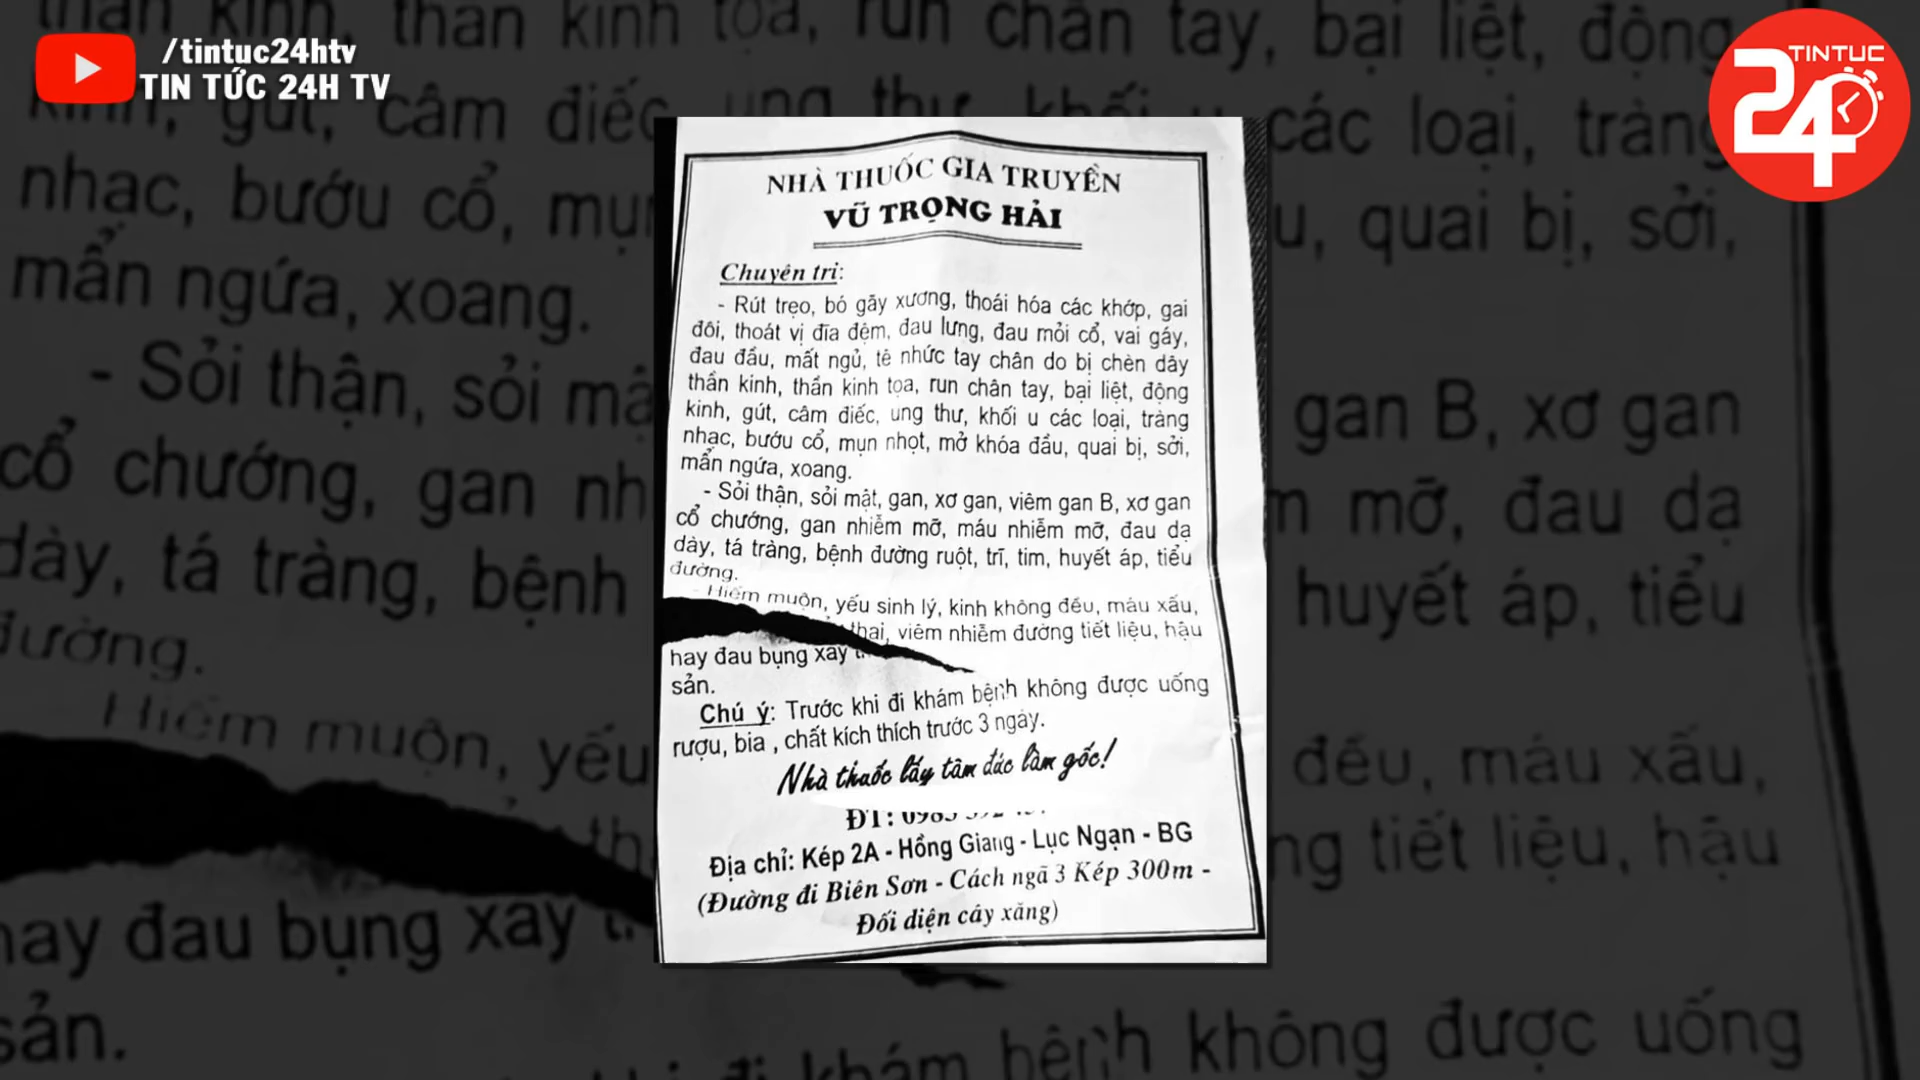 /tintuc24htv
TIN TỨC 24H TV
TINTUC
24
NHÀ THUỐC GIA TRUYỀN
VŨ TRỌNG HẢI
Chuyên trị:
- Rút trẹo, bó gãy xương, thoái hóa các khớp, gai
đôi, thoát vị đĩa đệm, đau lưng, đau mỏi cổ, vai gáy,
đau đầu, mất ngủ, tê nhức tay chân do bị chèn dây
thần kinh, thần kinh tọa, run chân tay, bại liệt, động
kinh, gút, câm điếc, ung thư, khối u các loại, tràng
nhạc, bướu cổ, mụn nhọt, mở khóa đầu, quai bị, sởi,
mẩn ngứa, xoang.
- Sỏi thận, sỏi mật, gan, xơ gan, viêm gan B, xơ gan
cổ chướng, gan nhiễm mỡ, máu nhiễm mỡ, đau dạ
dày, tá tràng, bệnh đường ruột, trĩ, tim, huyết áp, tiểu
đường.
- Hiếm muộn, yếu sinh lý, kinh không đều, máu xấu,
thai, viêm nhiễm đường tiết liệu, hậu
hay đau bụng xay
sản.
Chú ý: Trước khi đi khám bệnh không được uống
rượu, bia , chất kích thích trước 3 ngày.
Nhà thuốc lấy tâm đức làm gốc!
ĐT: 0985
Địa chỉ: Kép 2A - Hồng Giang - Lục Ngạn - BG
(Đường đi Biên Sơn - Cách ngã 3 Kép 300m -
Đối diện cây xăng)